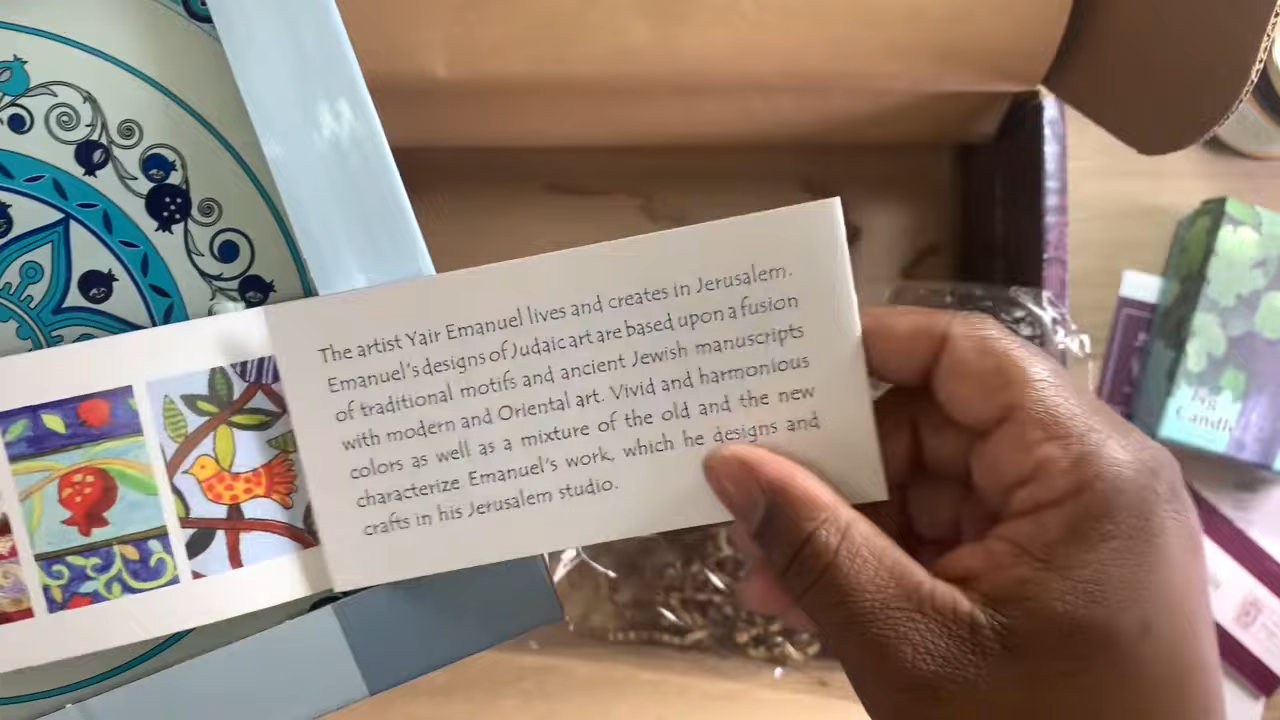 The artist Yair Emanuel lives and creates in Jerusalem.
Emanuel's designs of Judaic art are based upon a fusion
of traditional motifs and ancient Jewish manuscripts
with modern and Oriental art. Vivid and harmonious
colors as well as a mixture of the old and the new
characterize Emanuel's work, which he designs and
crafts in his Jerusalem studio.
Candle